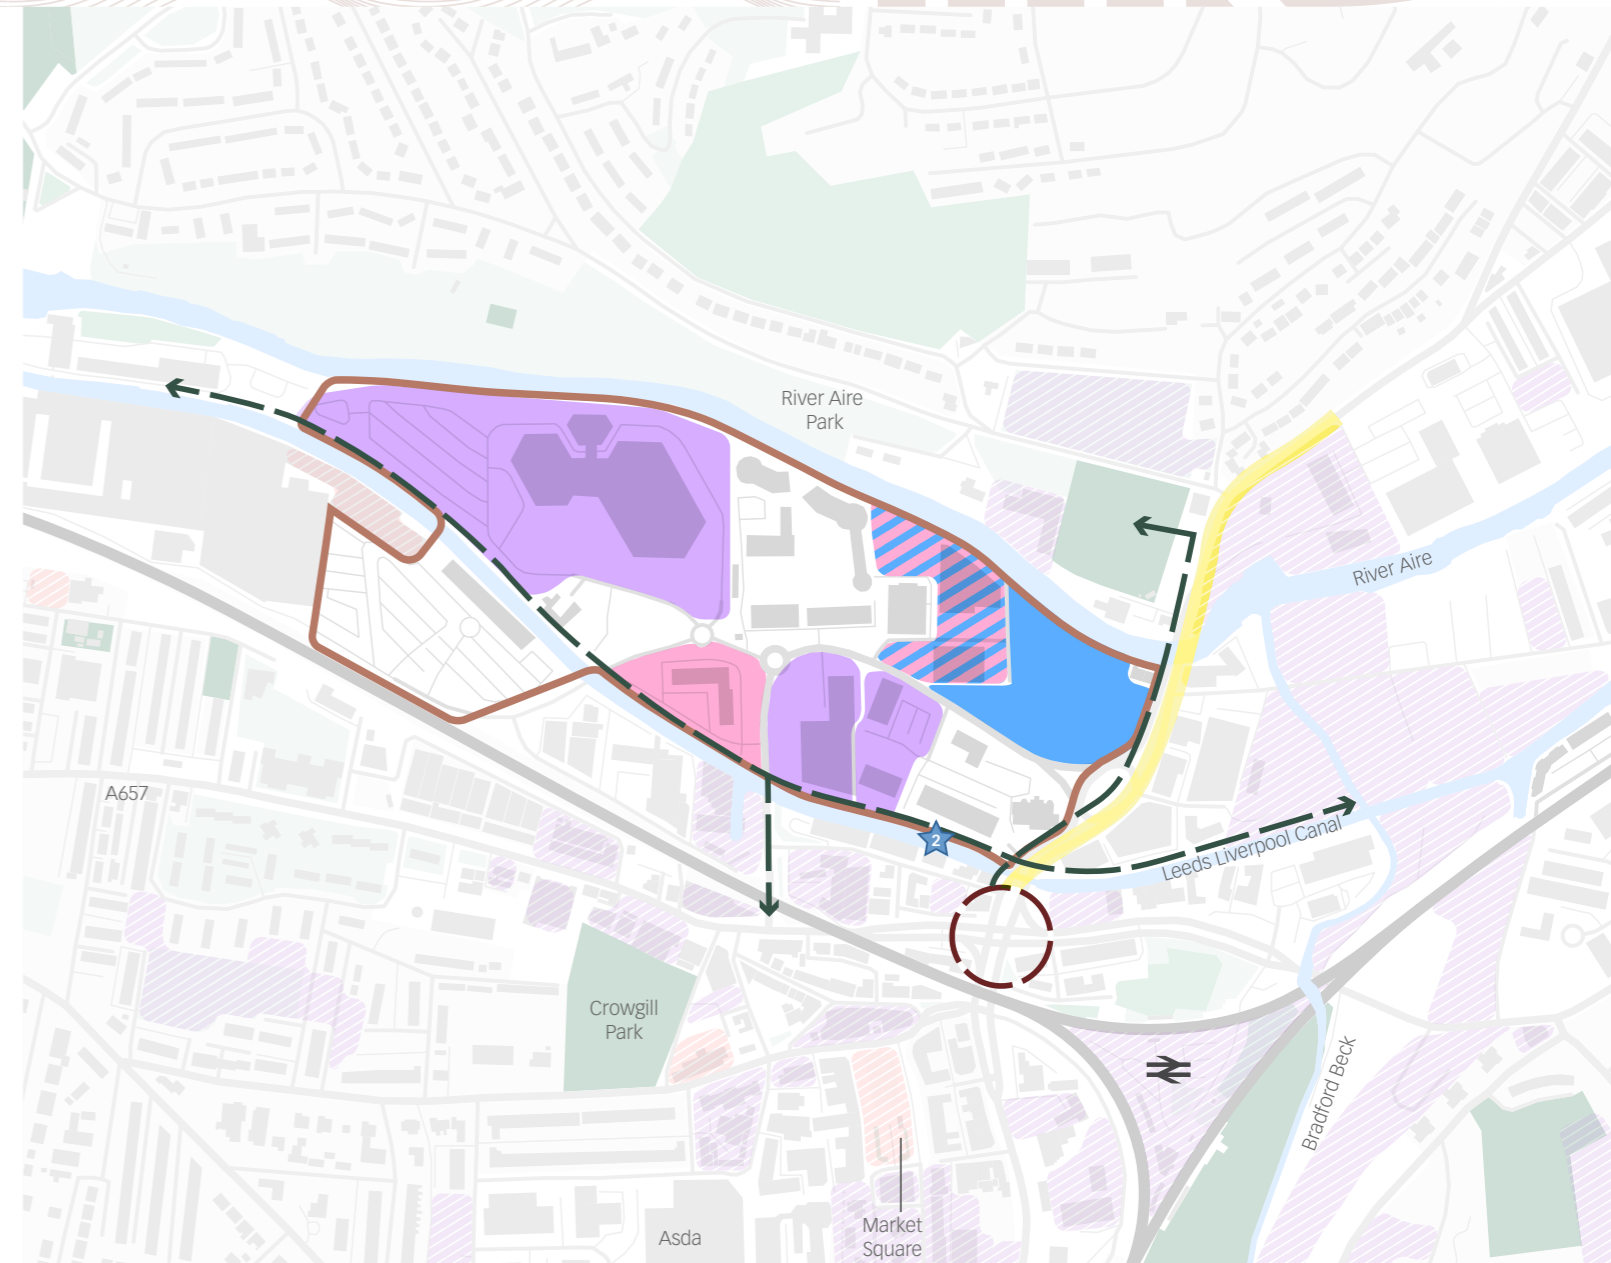 River Aire
Park
River Aire
A657
2
Leeds Liverpool Canal
Crowgill
Park
Bradford Beck
Market
Square
Asda